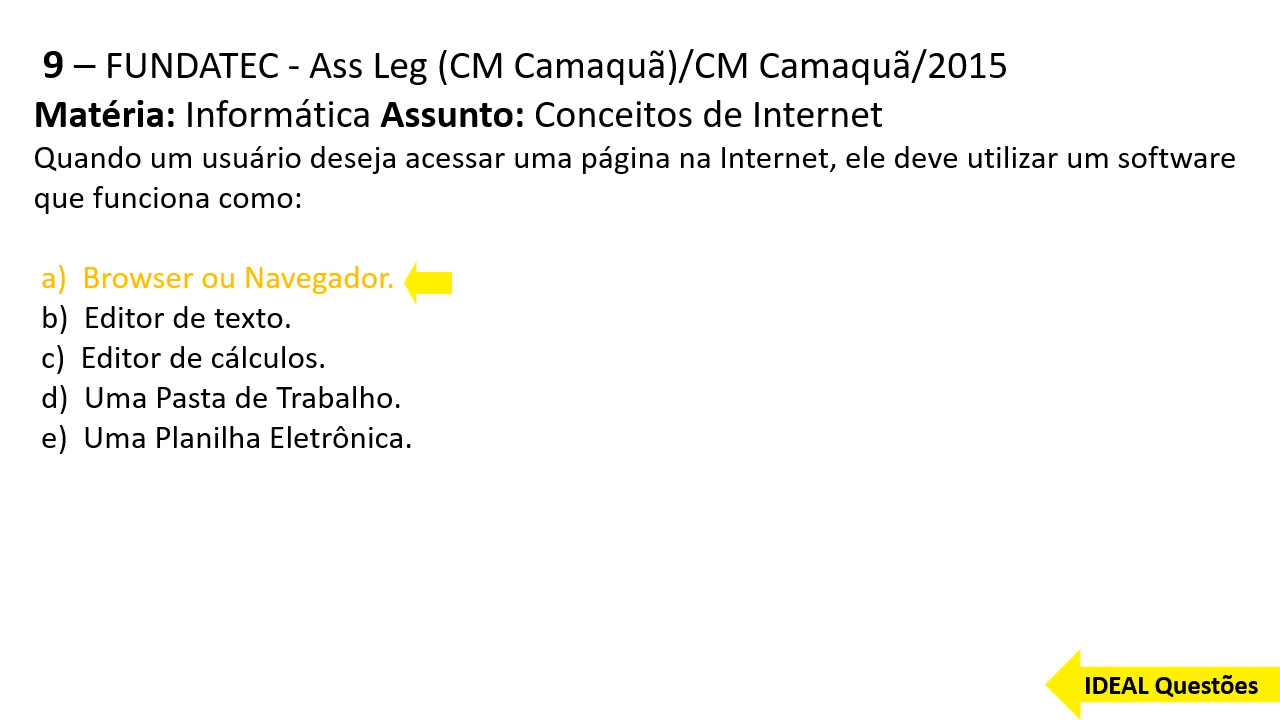 9 – FUNDATEC - Ass Leg (CM Camaquã)/CM Camaquã/2015
Matéria: Informática Assunto: Conceitos de Internet
Quando um usuário deseja acessar uma página na Internet, ele deve utilizar um software
que funciona como:
a) Browser ou Navegador.
b) Editor de texto.
c) Editor de cálculos.
d) Uma Pasta de Trabalho.
e) Uma Planilha Eletrônica.
IDEAL Questões